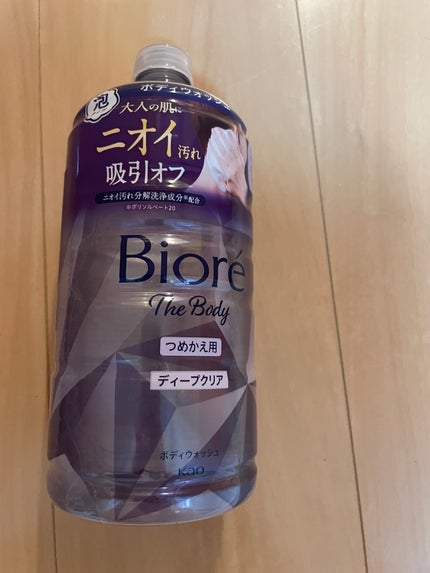 ボディウォッシュ
泡
大人の肌に
ニオイ汚れ
吸引オフ
ニオイ汚れ分解洗浄成分※配合
※ポリソルベート20
Bioré
The Body
つめかえ用
ディープクリア
ボディウォッシュ
Kao